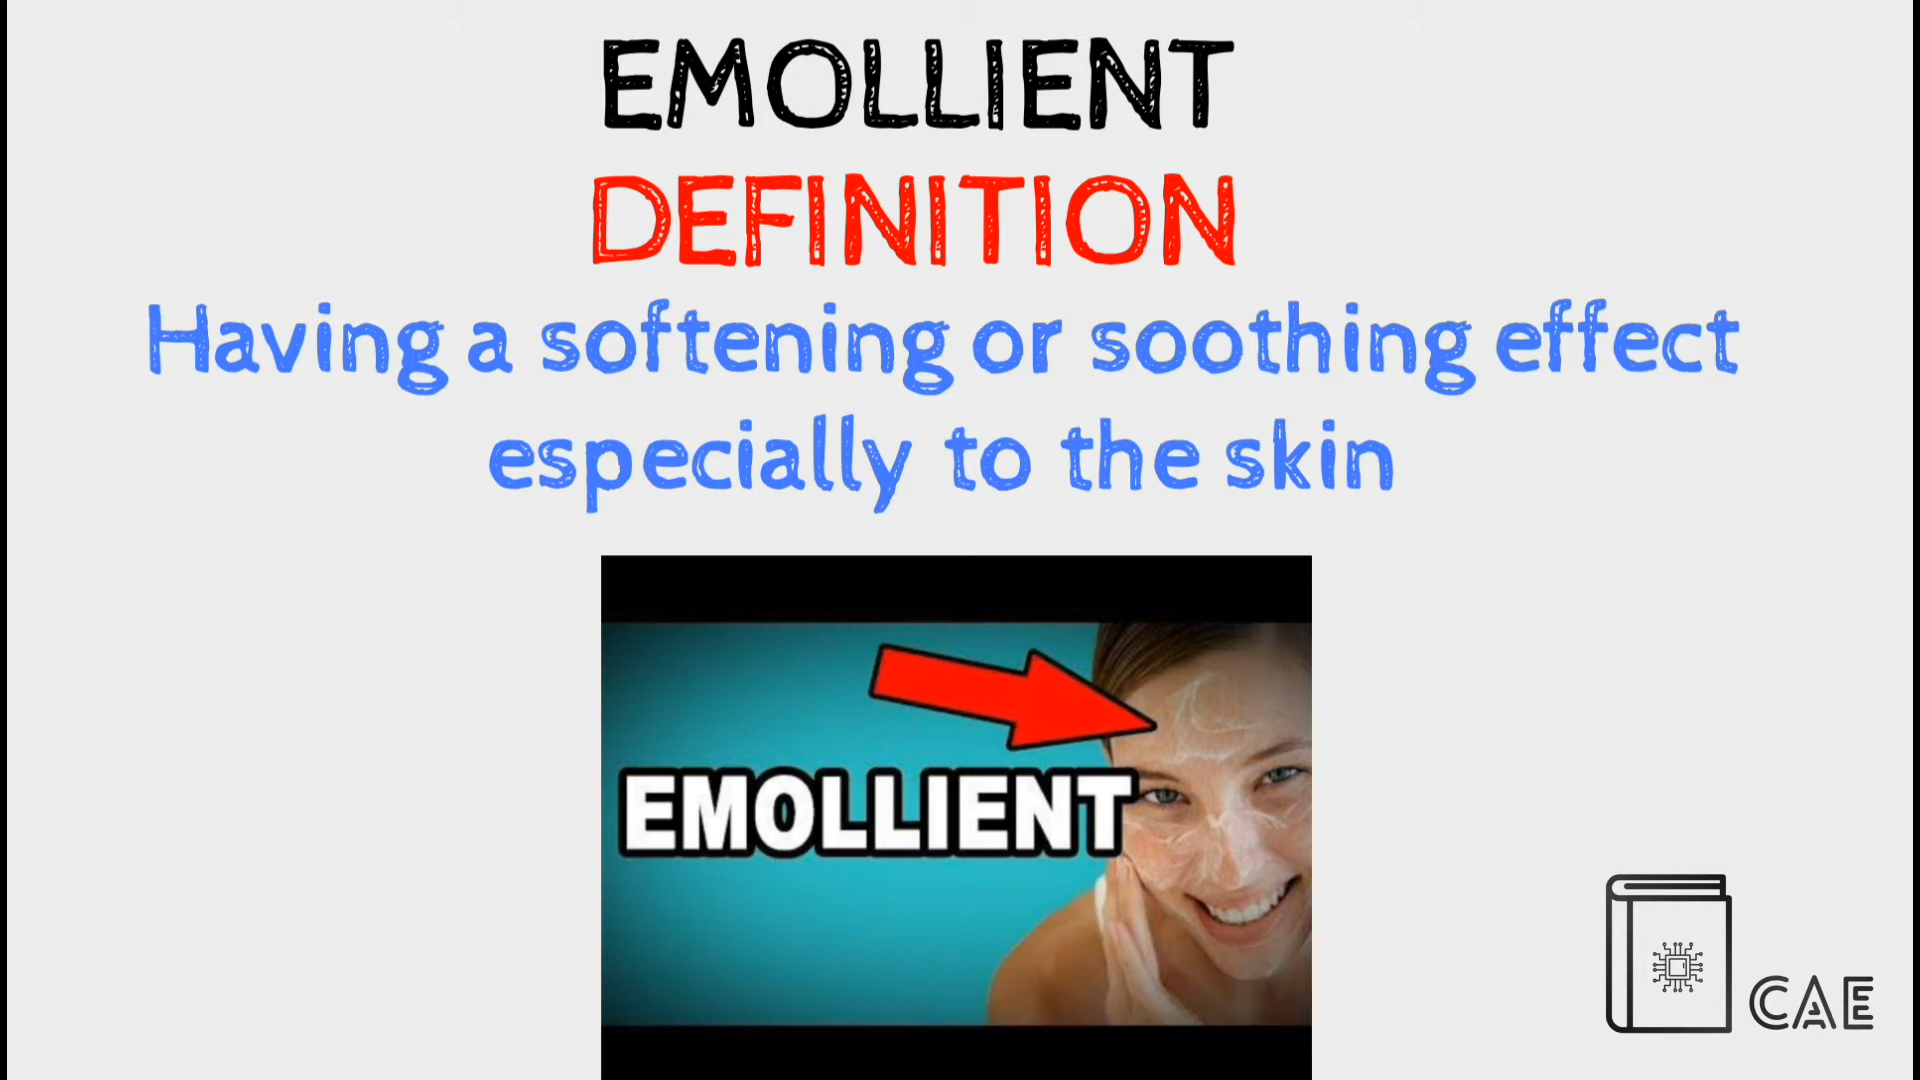 EMOLLIENT
DEFINITION
Having a softening or soothing effect
especially to the skin
EMOLLIENT
CAE